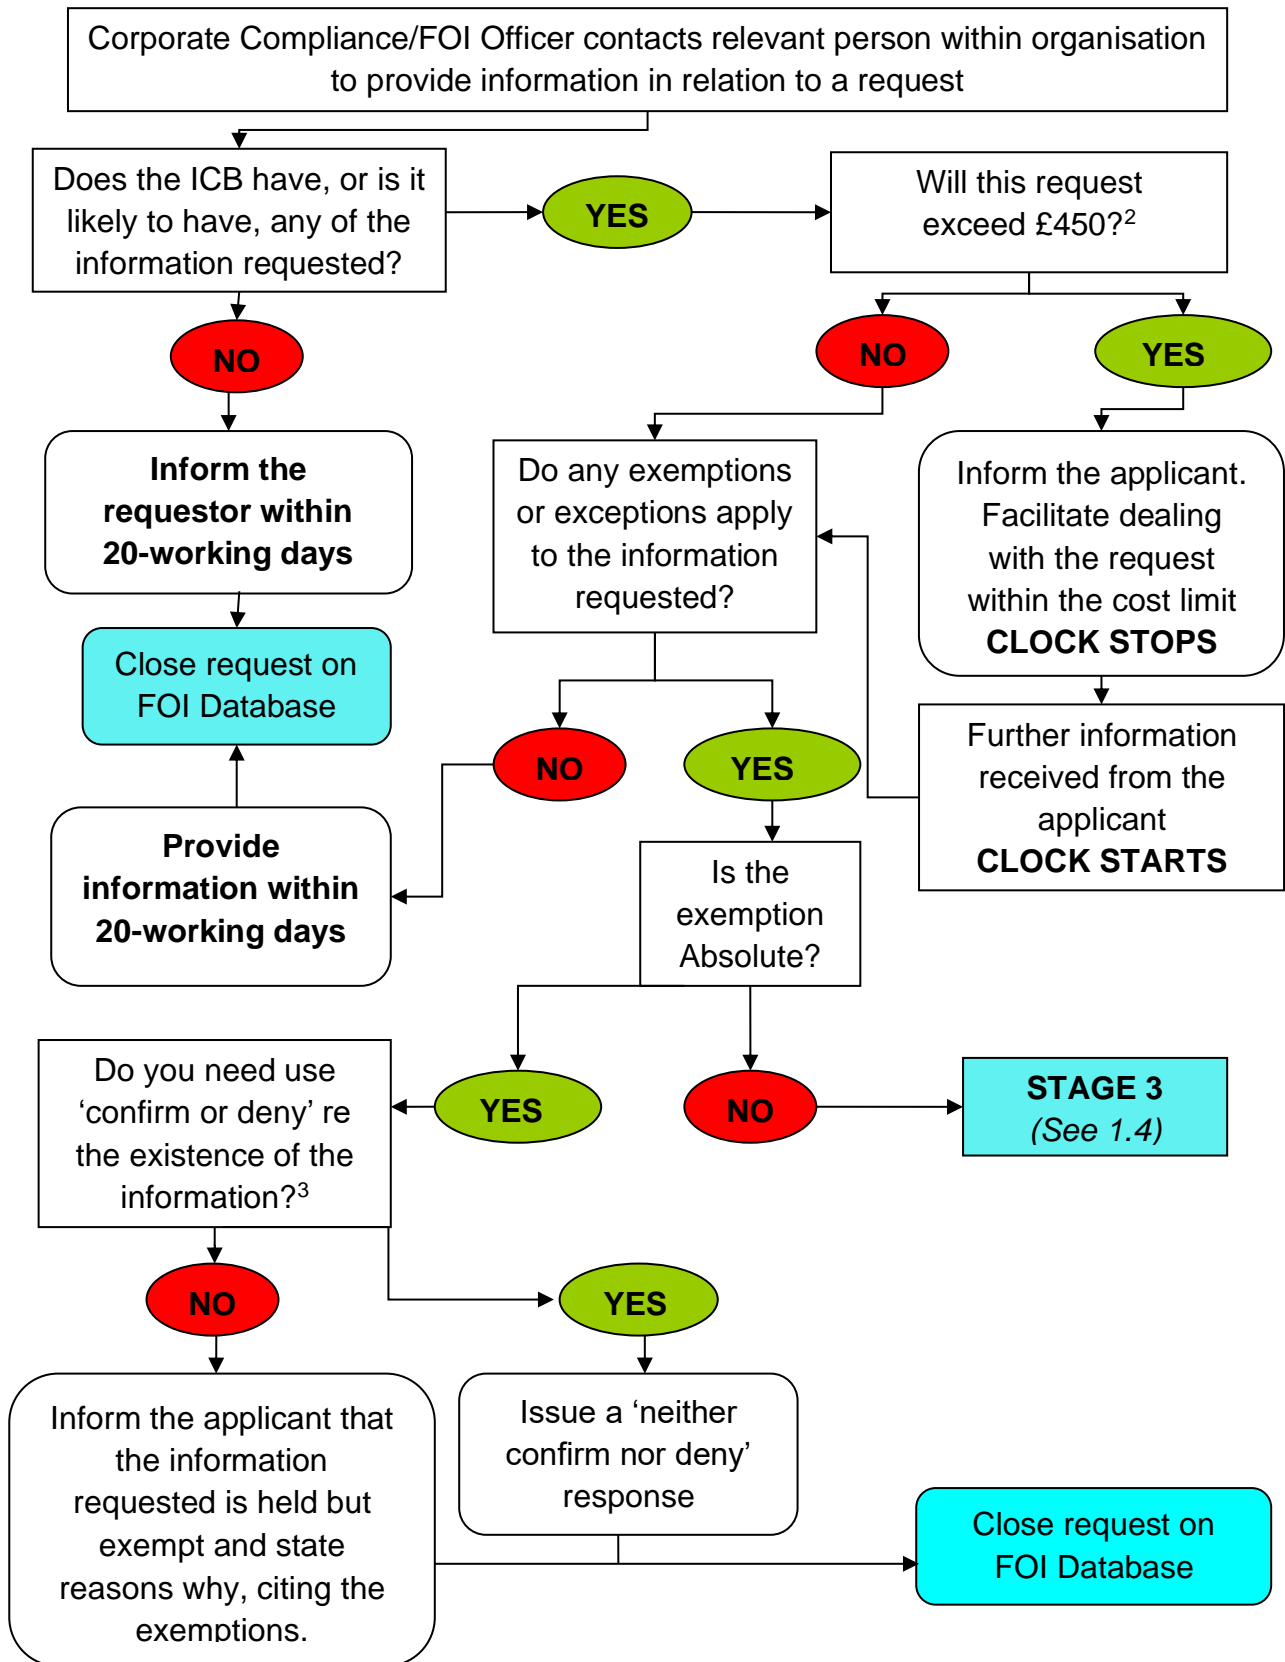 Corporate Compliance/FOI Officer contacts relevant person within organisation
to provide information in relation to a request
Does the ICB have, or is it
likely to have, any of the
information requested?
YES
Will this request
exceed £450?²
NO
NO
YES
Inform the
requestor within
20-working days
Do any exemptions
or exceptions apply
to the information
requested?
Inform the applicant.
Facilitate dealing
with the request
within the cost limit
CLOCK STOPS
Close request on
FOI Database
NO
YES
Further information
received from the
applicant
CLOCK STARTS
Provide
information within
20-working days
Is the
exemption
Absolute?
Do you need use
‘confirm or deny’ re
the existence of the
information?³
YES
NO
STAGE 3
(See 1.4)
NO
YES
Inform the applicant that
the information
requested is held but
exempt and state
reasons why, citing the
exemptions.
Issue a ‘neither
confirm nor deny’
response
Close request on
FOI Database